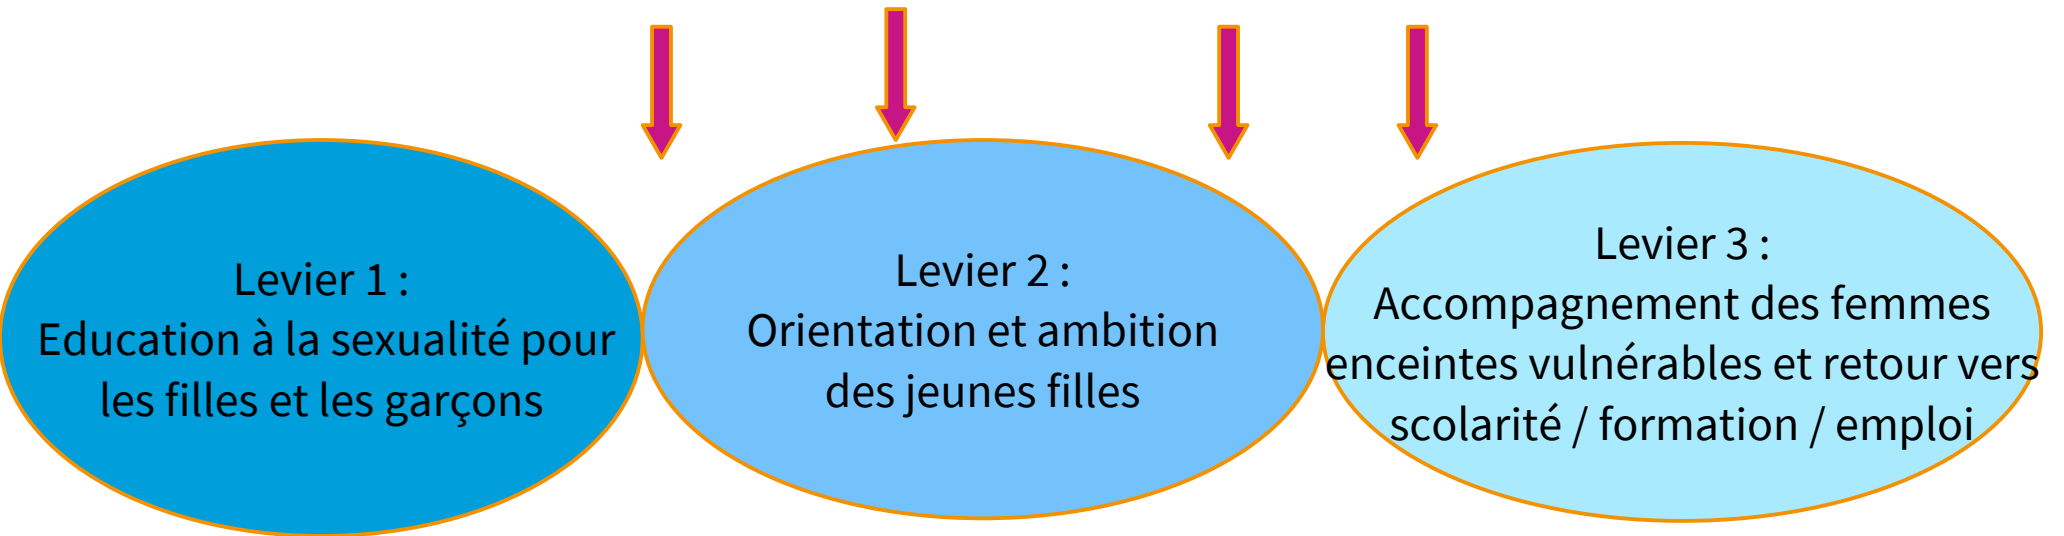 Levier 1 :
Education à la sexualité pour
les filles et les garçons
Levier 2 :
Orientation et ambition
des jeunes filles
Levier 3 :
Accompagnement des femmes
enceintes vulnérables et retour vers
scolarité / formation / emploi